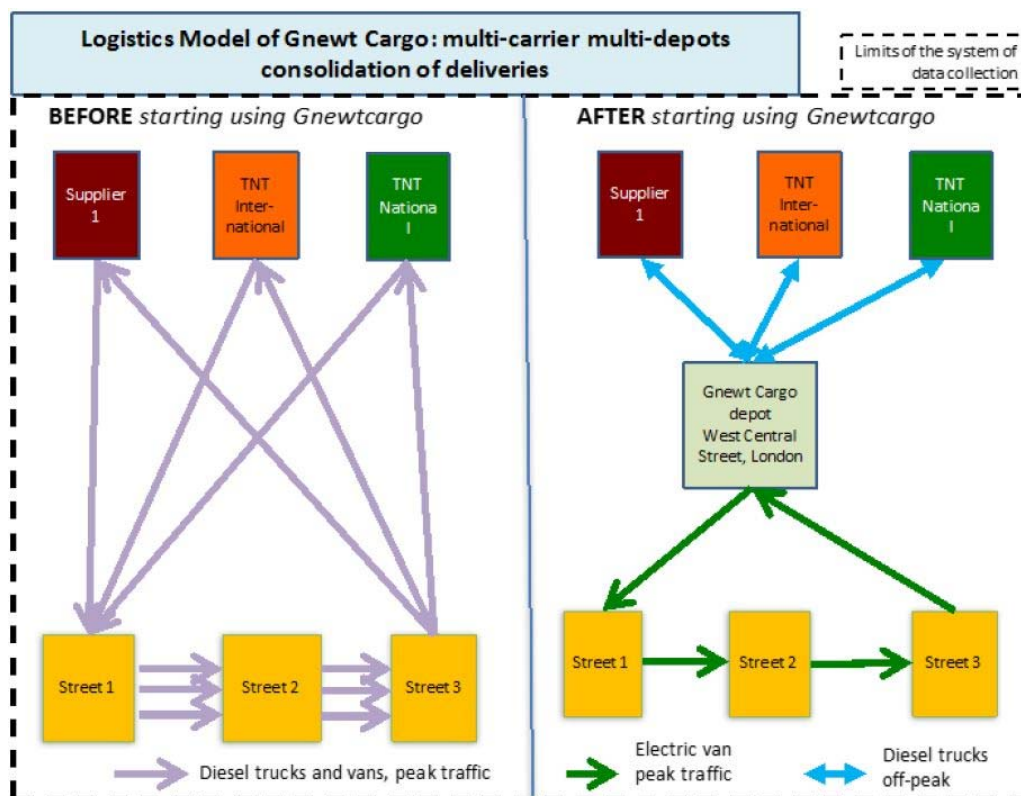 Logistics Model of Gnewt Cargo: multi-carrier multi-depots
consolidation of deliveries
Limits of the system of
data collection
BEFORE starting using Gnewtcargo
Supplier
1
TNT
Inter-
national
TNT
Nationa
l
Street 1
Street 2
Street 3
Diesel trucks and vans, peak traffic
AFTER starting using Gnewtcargo
Supplier
1
TNT
Inter-
national
TNT
Nationa
l
Gnewt Cargo
depot
West Central
Street, London
Street 1
Street 2
Street 3
Electric van
peak traffic
Diesel trucks
off-peak